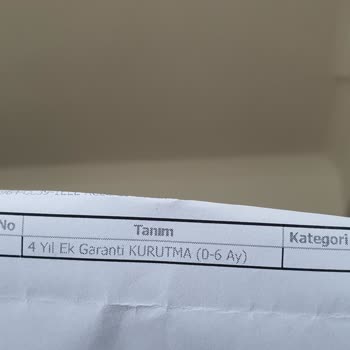 No Tanım Kategori
4 Yıl Ek Garanti KURUTMA (0-6 Ay)